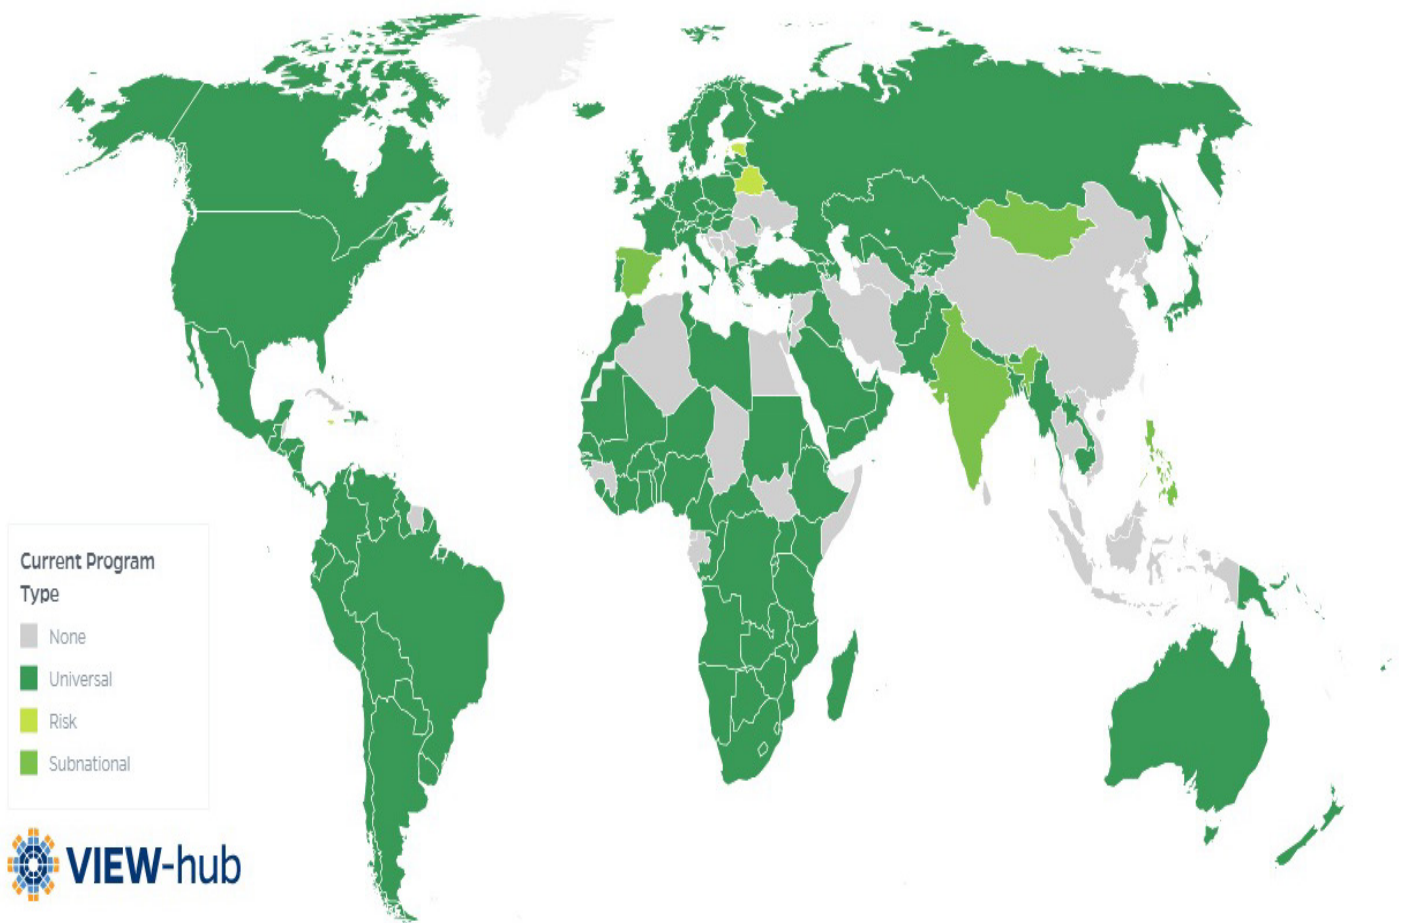 Current Program
Type
None
Universal
Risk
Subnational
VIEW-hub